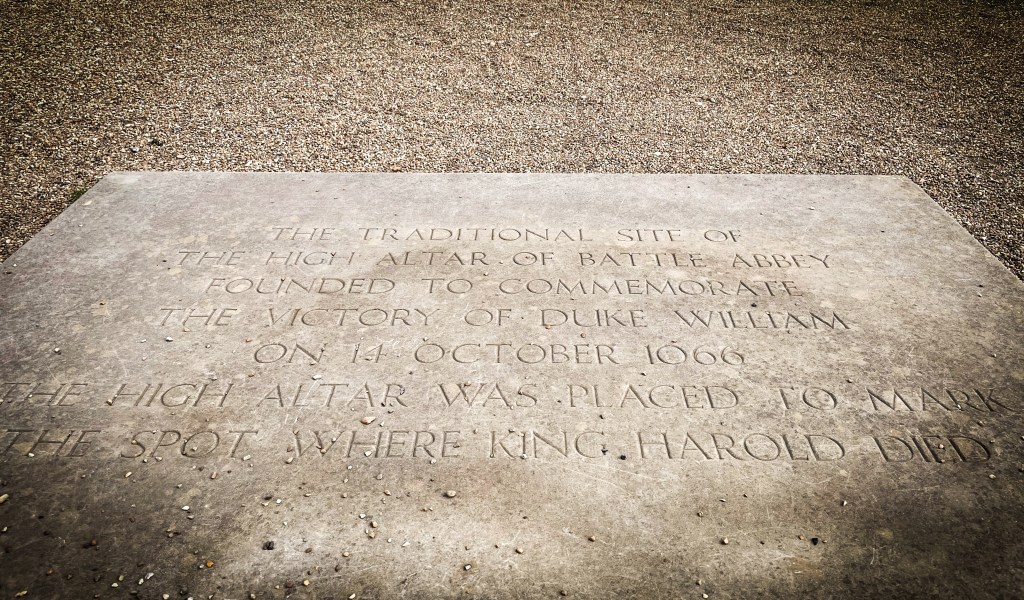 THE TRADITIONAL SITE OF
THE HIGH ALTAR OF BATTLE ABBEY
FOUNDED TO COMMEMORATE
THE VICTORY OF DUKE WILLIAM
ON 14 OCTOBER 1066
THE HIGH ALTAR WAS PLACED TO MARK
THE SPOT WHERE KING HAROLD DIED